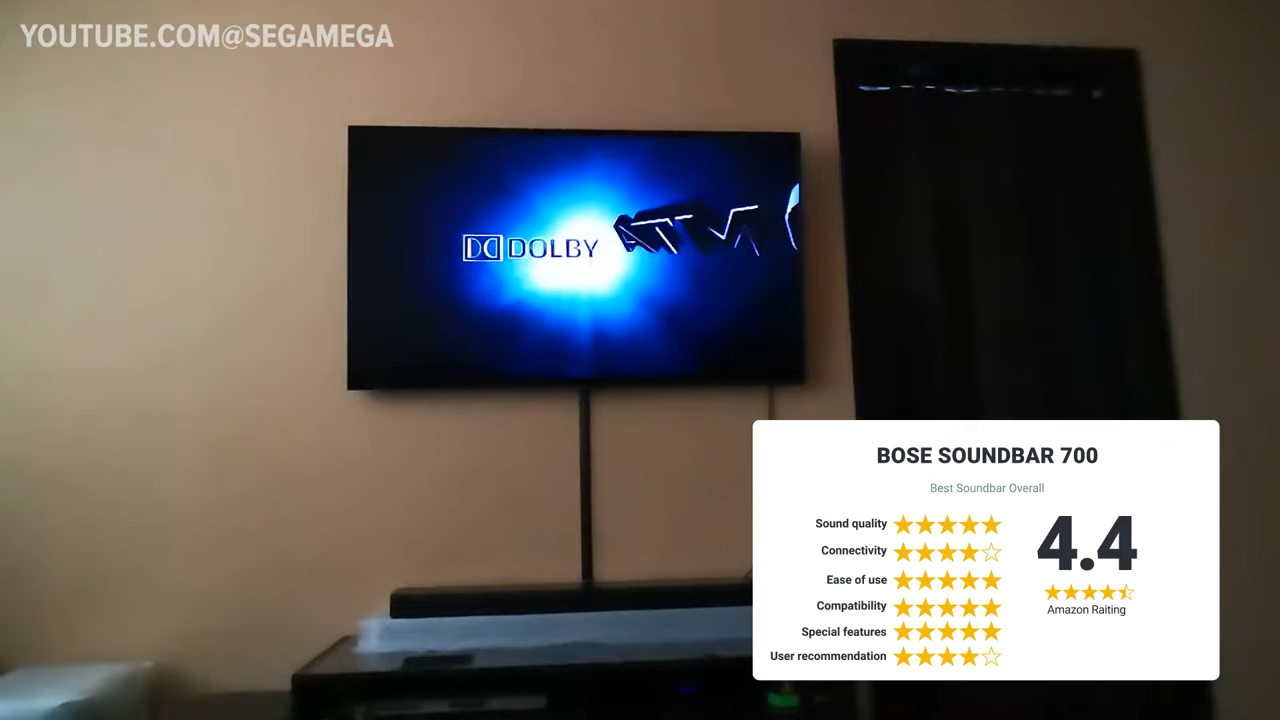 YOUTUBE.COM@SEGAMEGA
DOLBY ATM
BOSE SOUNDBAR 700
Best Soundbar Overall
Sound quality
Connectivity
Ease of use
Compatibility
Special features
User recommendation
4.4
Amazon Raiting